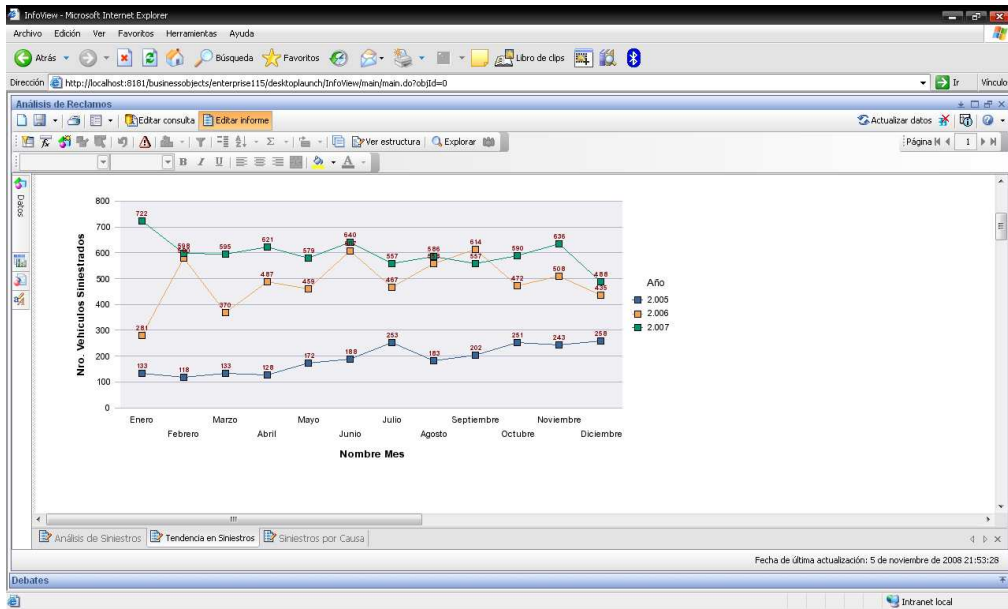 InfoView - Microsoft Internet Explorer
Archivo Edición Ver Favoritos Herramientas Ayuda
Atrás Búsqueda Favoritos Libro de clips
Dirección http://localhost:8181/businessobjects/enterprise115/desktoplaunch/InfoView/main/main.do?objId=0 Ir Vínculo
Análisis de Reclamos
Editar consulta Editar informe Actualizar datos
Ver estructura Explorar Página 1
B I U A
Datos
Nro. Vehículos Siniestrados
800
700
600
500
400
300
200
100
0
722 598 595 621 579 640 557 586 557 590 636 488
281 370 487 459 467 614 472 508 435
133 118 133 128 172 188 253 183 202 251 243 258
Enero Marzo Mayo Julio Septiembre Noviembre
Febrero Abril Junio Agosto Octubre Diciembre
Nombre Mes
Año
2.005
2.006
2.007
Análisis de Siniestros Tendencia en Siniestros Siniestros por Causa
Fecha de última actualización: 5 de noviembre de 2008 21:53:28
Debates
Intranet local